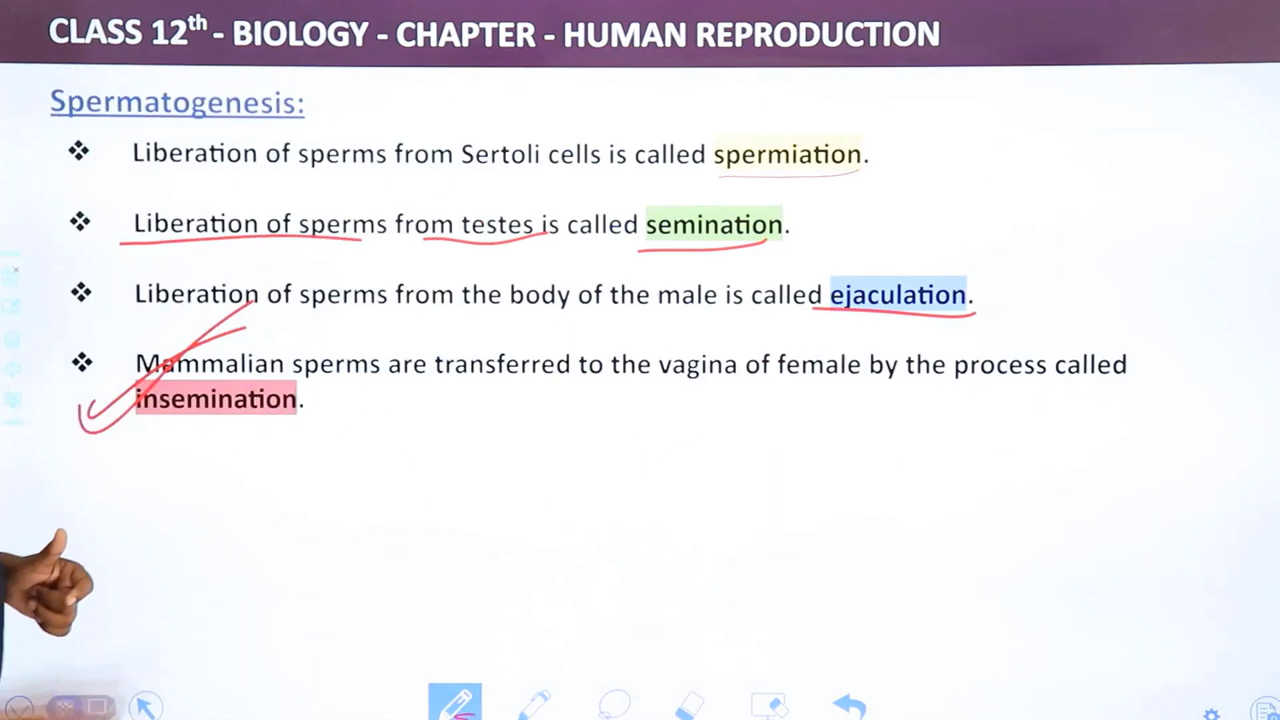 CLASS 12th - BIOLOGY - CHAPTER - HUMAN REPRODUCTION
Spermatogenesis:
❖ Liberation of sperms from Sertoli cells is called spermiation.
❖ Liberation of sperms from testes is called semination.
❖ Liberation of sperms from the body of the male is called ejaculation.
❖ Mammalian sperms are transferred to the vagina of female by the process called
insemination.